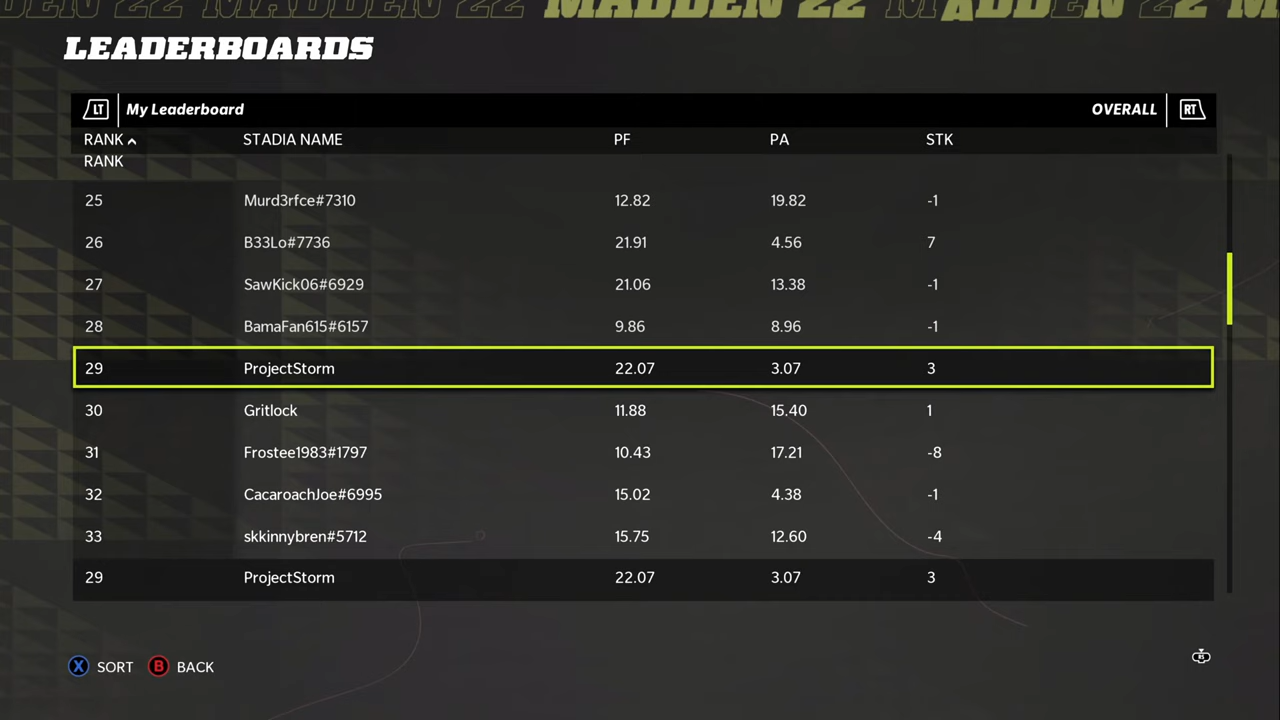 DEN 22 MADDEN 22 MADDEN 22 MADDEN 22 M
LEADERBOARDS
LT My Leaderboard OVERALL RT
RANK STADIA NAME PF PA STK
RANK
25 Murd3rfce#7310 12.82 19.82 -1
26 B33Lo#7736 21.91 4.56 7
27 SawKick06#6929 21.06 13.38 -1
28 BamaFan615#6157 9.86 8.96 -1
29 ProjectStorm 22.07 3.07 3
30 Gritlock 11.88 15.40 1
31 Frostee1983#1797 10.43 17.21 -8
32 CacaroachJoe#6995 15.02 4.38 -1
33 skkinnybren#5712 15.75 12.60 -4
29 ProjectStorm 22.07 3.07 3
X SORT B BACK